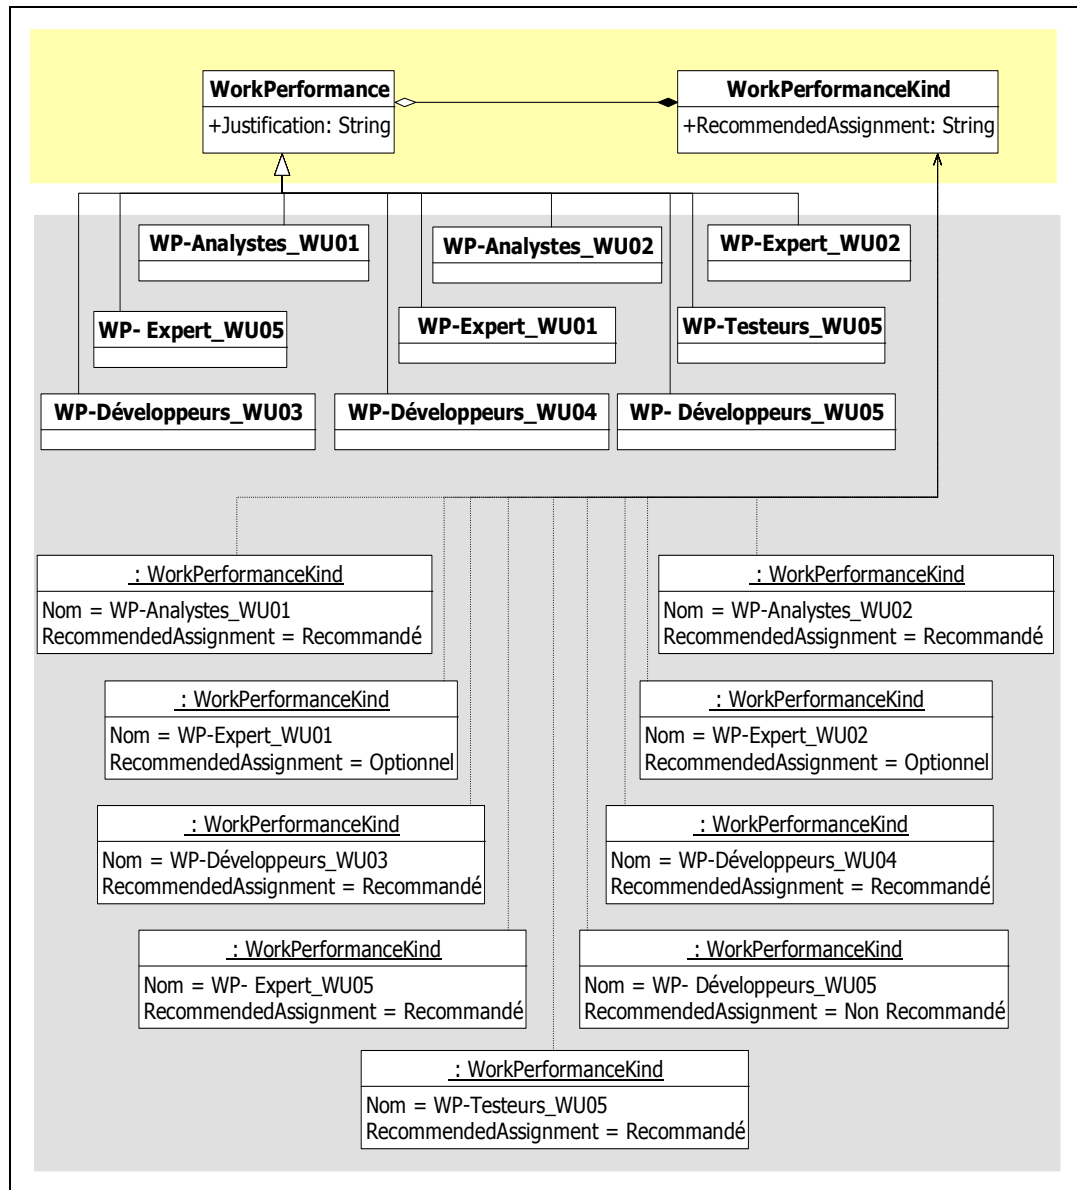 WorkPerformance
+Justification: String
WorkPerformanceKind
+RecommendedAssignment: String
WP-Analystes_WU01
WP-Analystes_WU02
WP-Expert_WU02
WP- Expert_WU05
WP-Expert_WU01
WP-Testeurs_WU05
WP-Développeurs_WU03
WP-Développeurs_WU04
WP- Développeurs_WU05
: WorkPerformanceKind
Nom = WP-Analystes_WU01
RecommendedAssignment = Recommandé
: WorkPerformanceKind
Nom = WP-Analystes_WU02
RecommendedAssignment = Recommandé
: WorkPerformanceKind
Nom = WP-Expert_WU01
RecommendedAssignment = Optionnel
: WorkPerformanceKind
Nom = WP-Expert_WU02
RecommendedAssignment = Optionnel
: WorkPerformanceKind
Nom = WP-Développeurs_WU03
RecommendedAssignment = Recommandé
: WorkPerformanceKind
Nom = WP-Développeurs_WU04
RecommendedAssignment = Recommandé
: WorkPerformanceKind
Nom = WP- Expert_WU05
RecommendedAssignment = Recommandé
: WorkPerformanceKind
Nom = WP- Développeurs_WU05
RecommendedAssignment = Non Recommandé
: WorkPerformanceKind
Nom = WP-Testeurs_WU05
RecommendedAssignment = Recommandé